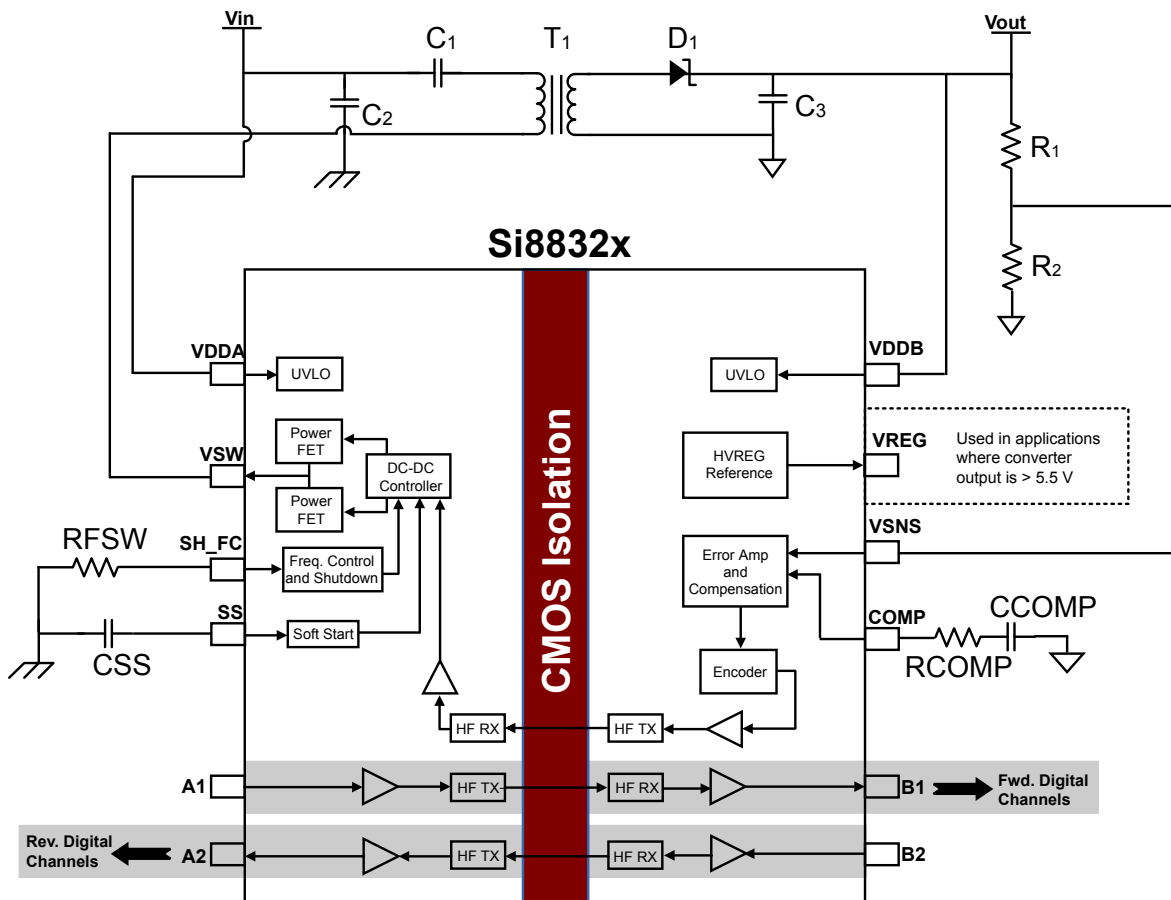 Vin
C1
T1
D1
Vout
C2
C3
R1
R2
Si8832x
VDDA
UVLO
UVLO
VDDB
Power
FET
VSW
DC-DC
Controller
Power
FET
HVREG
Reference
VREG
Used in applications
where converter
output is > 5.5 V
CMOS Isolation
RFSW
SH_FC
Freq. Control
and Shutdown
Error Amp
and
Compensation
VSNS
SS
Soft Start
CSS
COMP
CCOMP
RCOMP
Encoder
HF RX
HF TX
A1
HF TX
HF RX
B1
Fwd. Digital
Channels
Rev. Digital
Channels
A2
HF TX
HF RX
B2